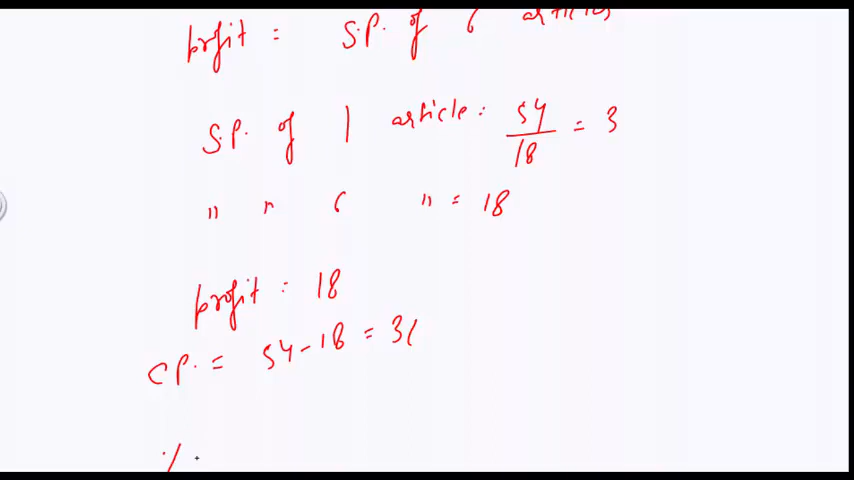 profit = S.P. of 6 articles
S.P. of 1 article = 54/18 = 3
" " 6 " = 18
profit = 18
C.P. = 54 - 18 = 36
%